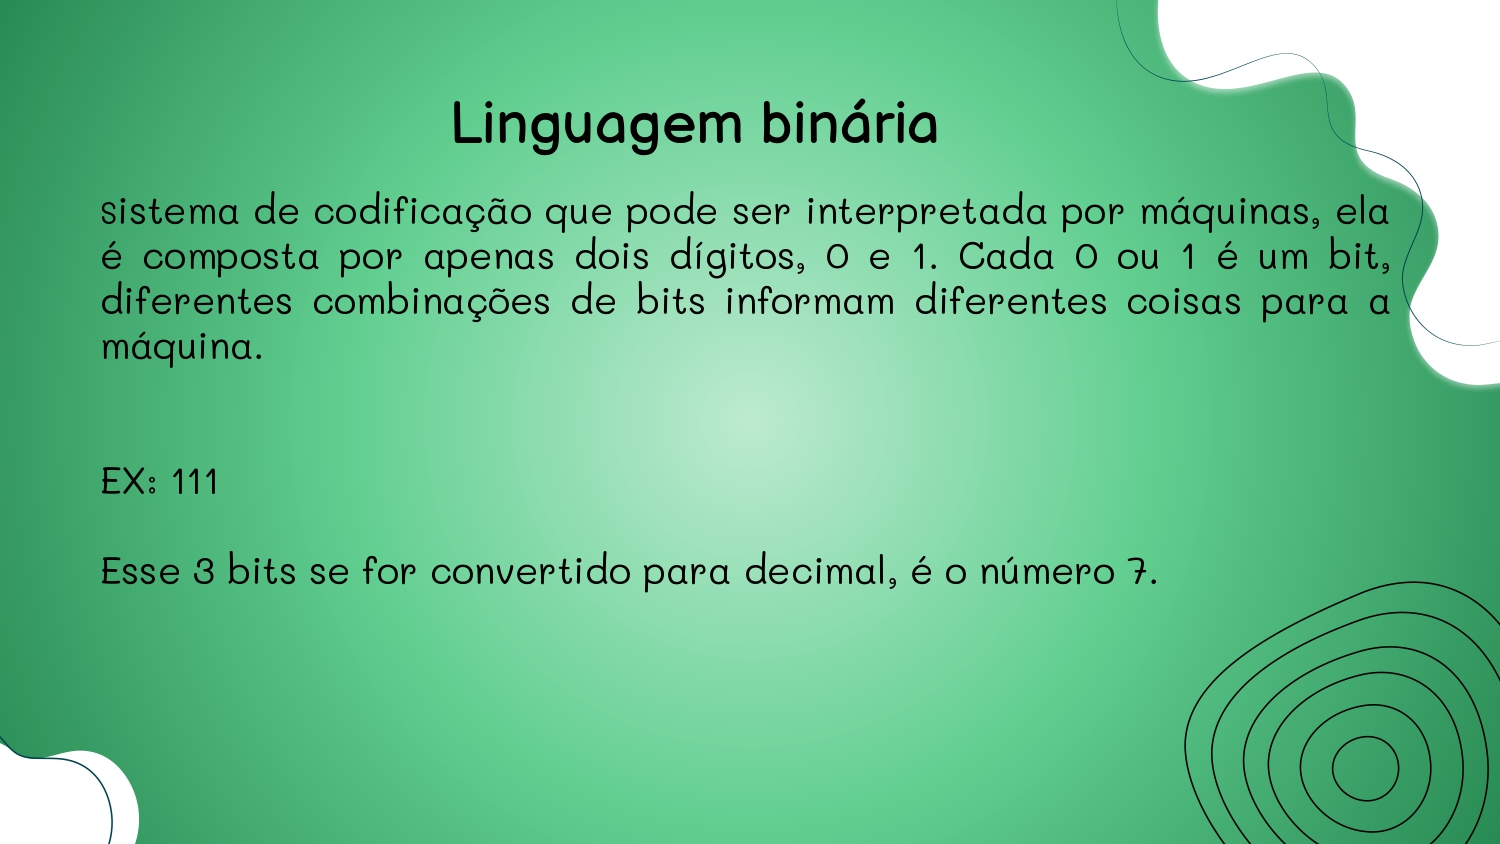 Linguagem binária
sistema de codificação que pode ser interpretada por máquinas, ela
é composta por apenas dois dígitos, 0 e 1. Cada 0 ou 1 é um bit,
diferentes combinações de bits informam diferentes coisas para a
máquina.
EX: 111
Esse 3 bits se for convertido para decimal, é o número 7.